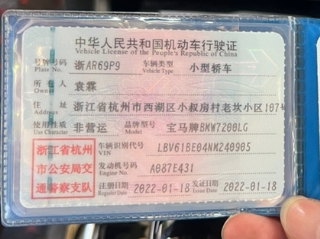 中华人民共和国机动车行驶证
Vehicle License of the People's Republic of China
号牌号码 浙AR69P9 车辆类型 小型轿车
Plate No. Vehicle Type
所有人 袁霖
Owner
住址 浙江省杭州市西湖区小叔房村老坎小区107
Address
使用性质 非营运 品牌型号 宝马牌BMW7200LG
Use Character Model
浙江省杭州市公安局交通警察支队
车辆识别代号 LBV61BE04NM240905
VIN
发动机号码 A087E431
Engine No.
注册日期 2022-01-18 发证日期 2022-01-18
Register Date Issue Date